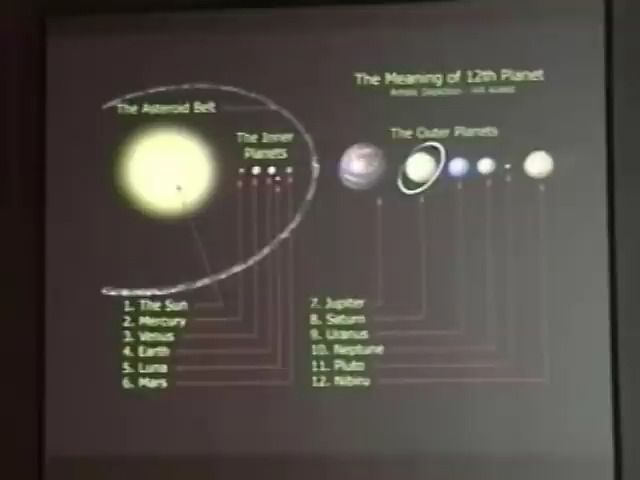 The Meaning of 12th Planet
The Asteroid Belt
The Inner
Planets
The Outer Planets
1. The Sun
2. Mercury
3. Venus
4. Earth
5. Luna
6. Mars
7. Jupiter
8. Saturn
9. Uranus
10. Neptune
11. Pluto
12. Nibiru